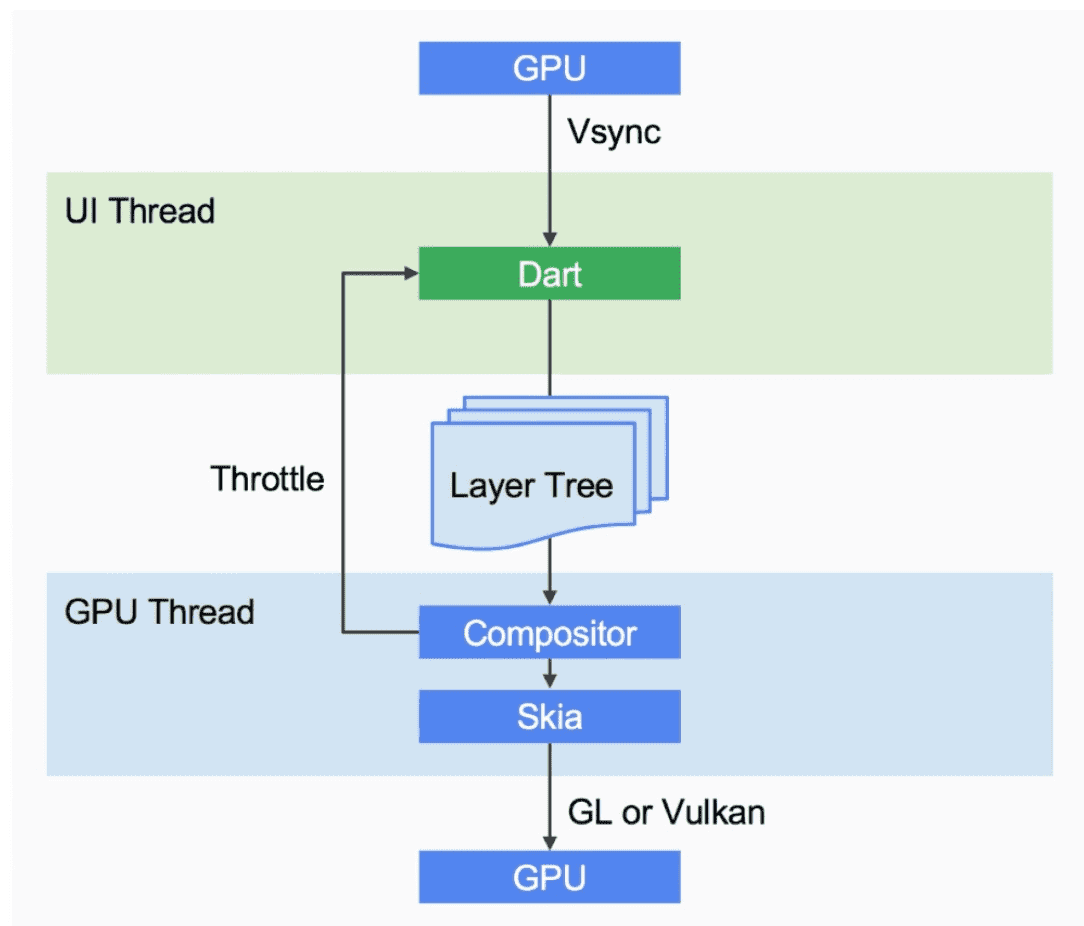 GPU
Vsync
UI Thread
Dart
Throttle
Layer Tree
GPU Thread
Compositor
Skia
GL or Vulkan
GPU